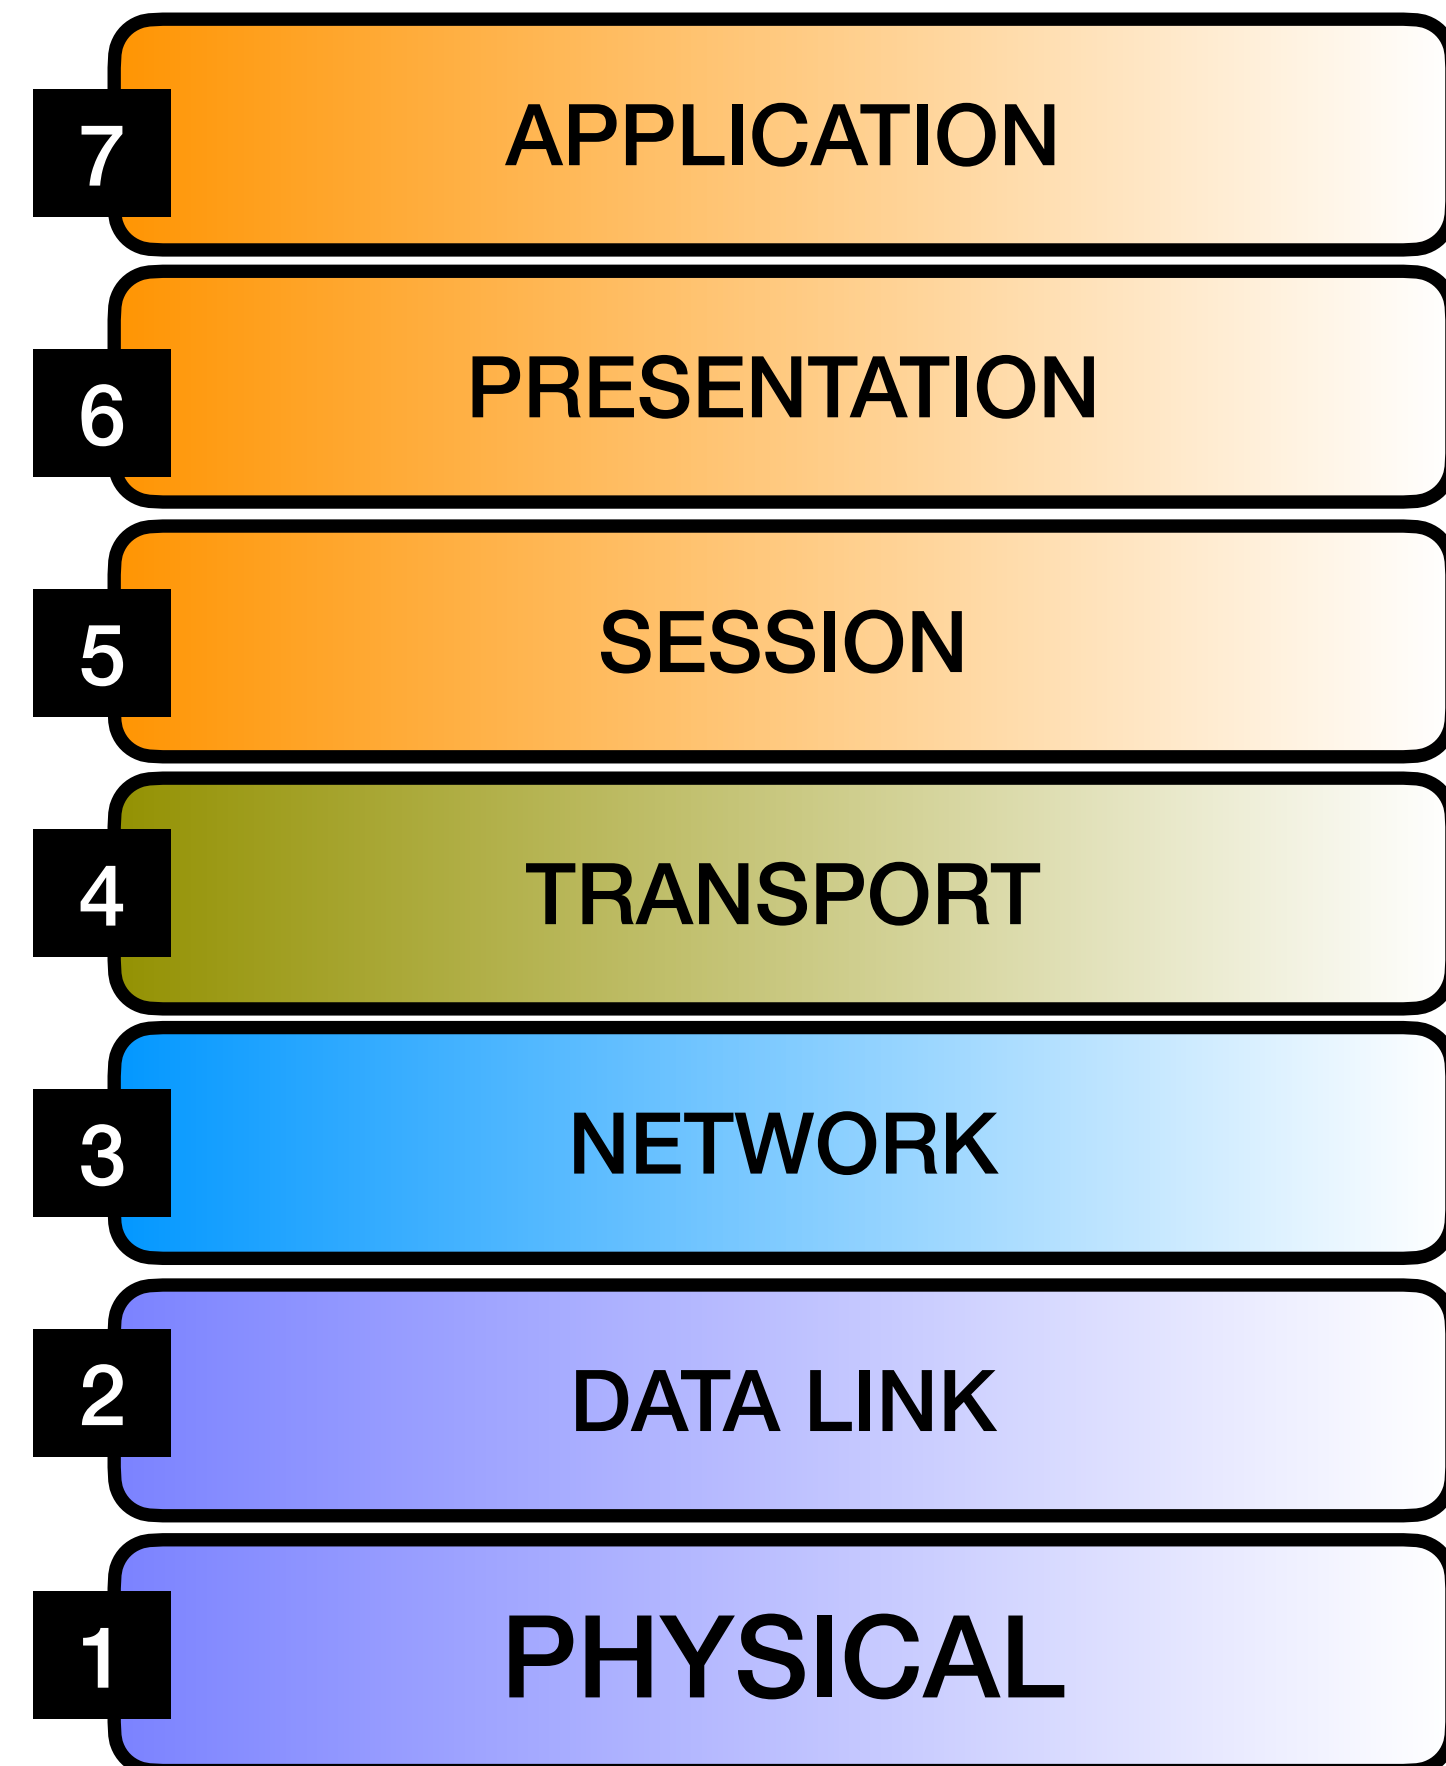 7
APPLICATION
6
PRESENTATION
5
SESSION
4
TRANSPORT
3
NETWORK
2
DATA LINK
1
PHYSICAL